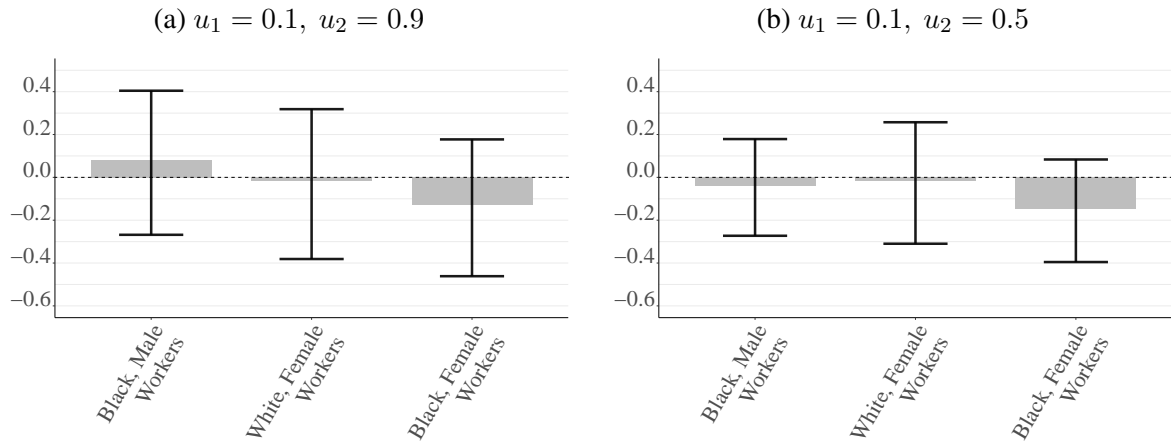 (a) u₁ = 0.1, u₂ = 0.9
0.4
0.2
0.0
−0.2
−0.4
−0.6
Black, Male
Workers
White, Female
Workers
Black, Female
Workers
(b) u₁ = 0.1, u₂ = 0.5
0.4
0.2
0.0
−0.2
−0.4
−0.6
Black, Male
Workers
White, Female
Workers
Black, Female
Workers